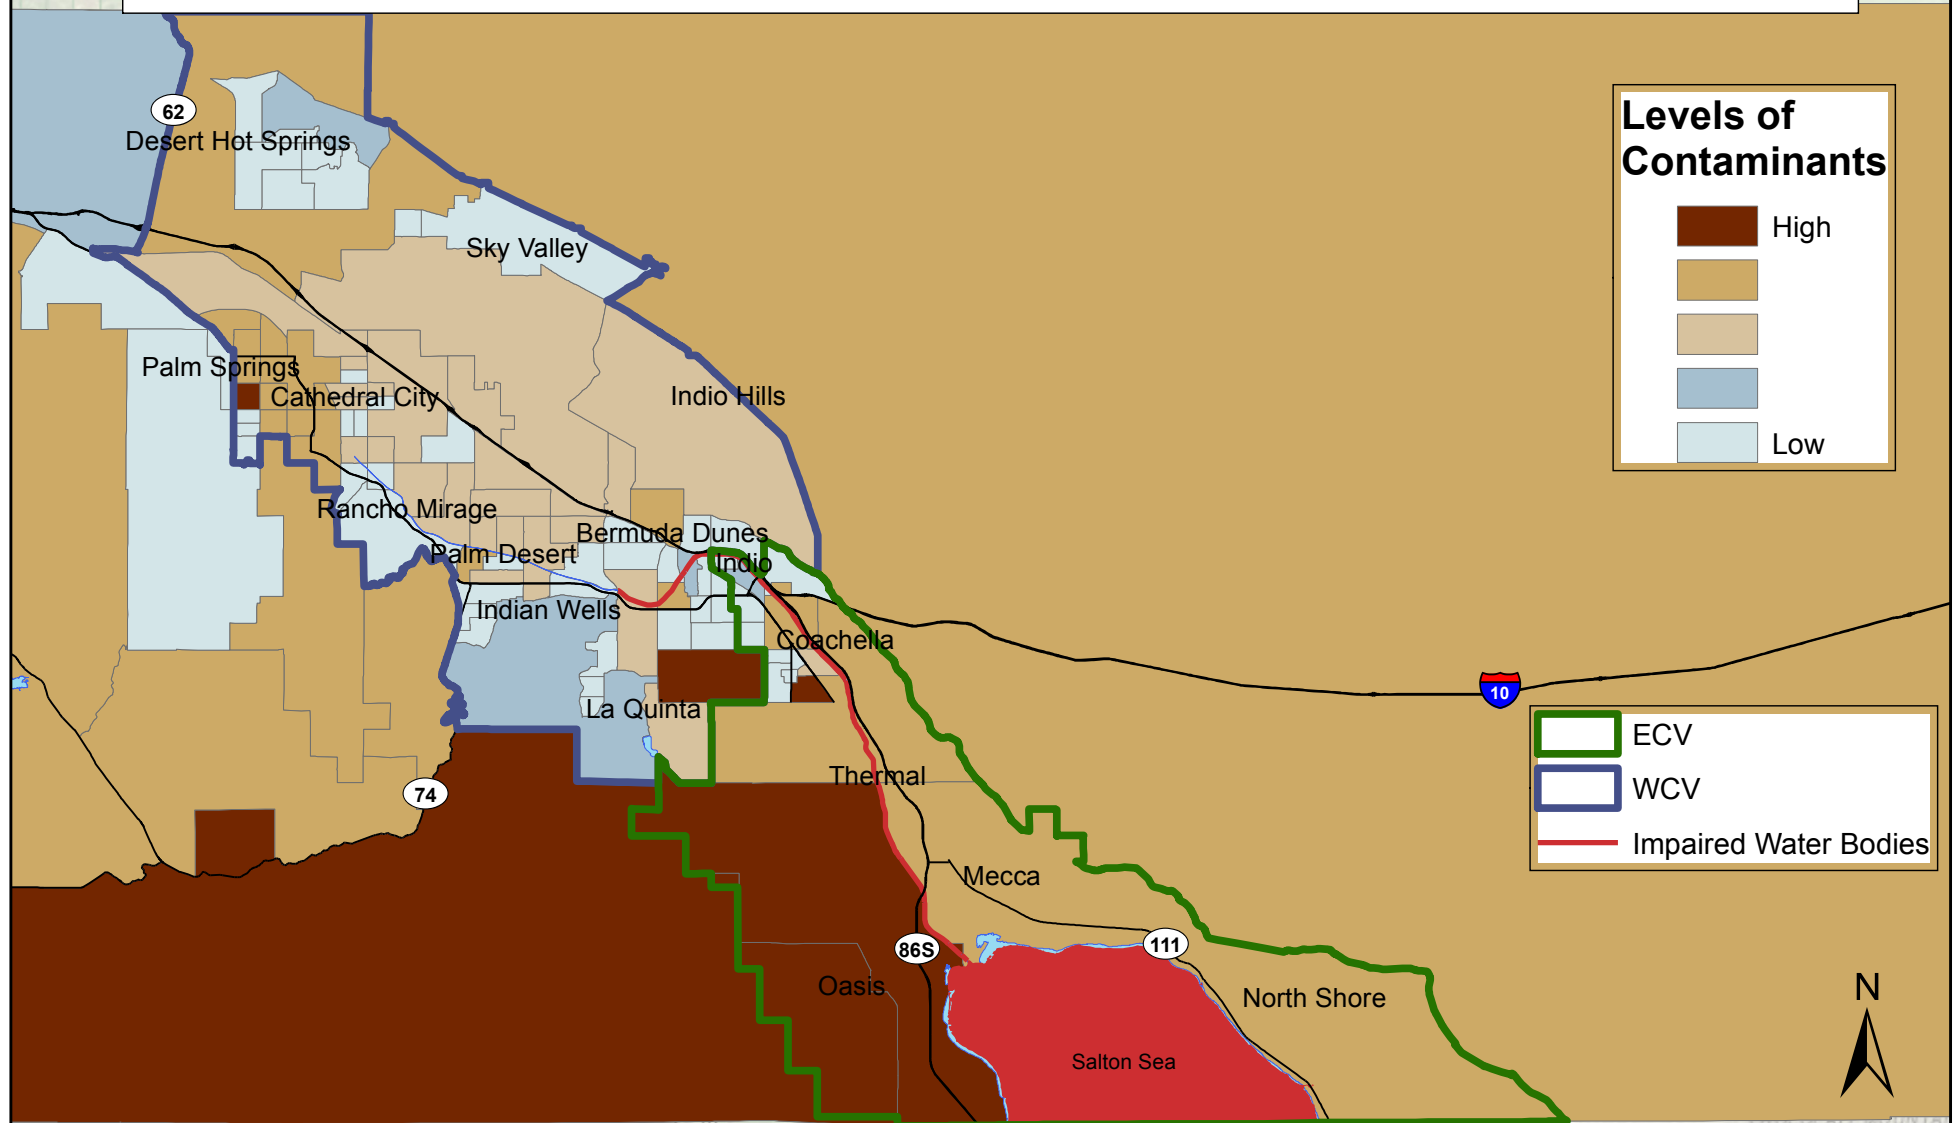 62
Desert Hot Springs
Sky Valley
Palm Springs
Cathedral City
Indio Hills
Rancho Mirage
Bermuda Dunes
Palm Desert
Indio
Indian Wells
Coachella
La Quinta
Thermal
74
Mecca
86S
111
Oasis
North Shore
Salton Sea
10
Levels of
Contaminants
High
Low
ECV
WCV
Impaired Water Bodies
N